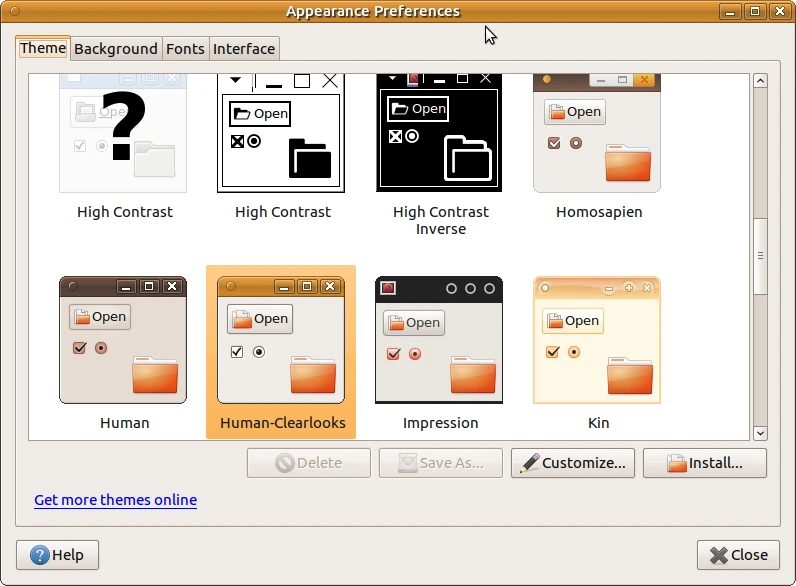 Appearance Preferences
Theme Background Fonts Interface
Open Open Open Open
?
High Contrast High Contrast High Contrast Inverse Homosapien
Open Open Open Open
Human Human-Clearlooks Impression Kin
Delete Save As... Customize... Install...
Get more themes online
? Help Close